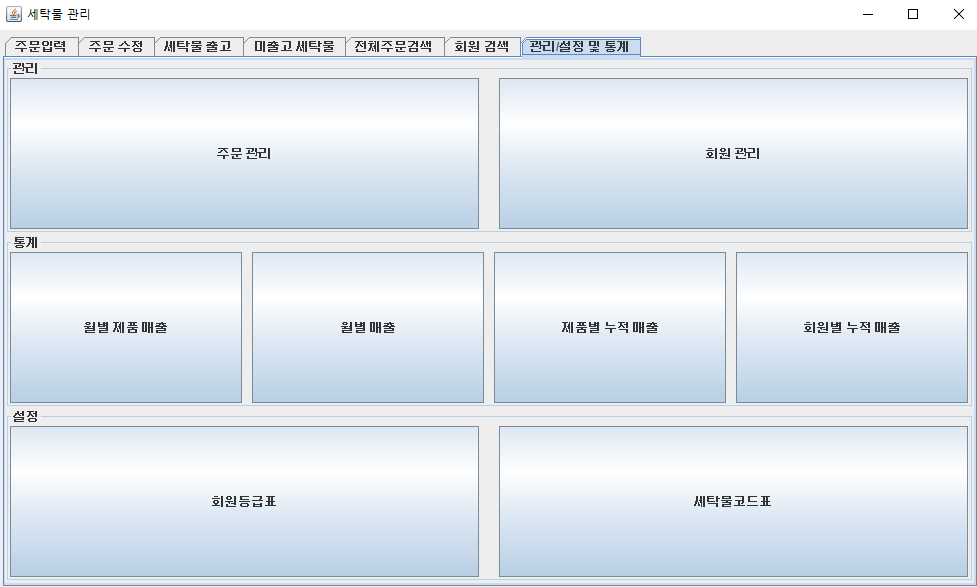 세탁물 관리
주문입력 주문 수정 세탁물 출고 미출고 세탁물 전체주문검색 회원 검색 관리/설정 및 통계
관리
주문 관리 회원 관리
통계
월별 제품 매출 월별 매출 제품별 누적 매출 회원별 누적 매출
설정
회원등급표 세탁물코드표